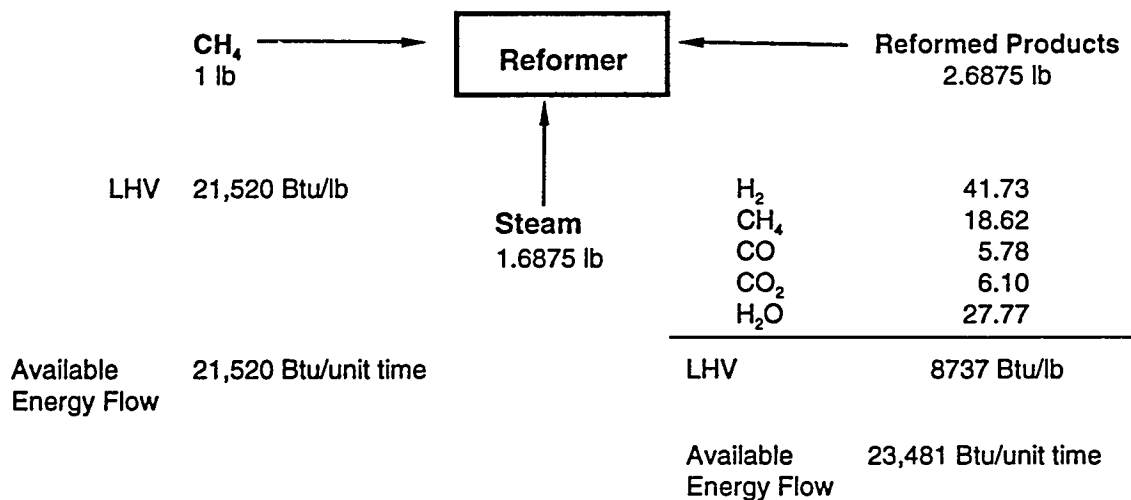 CH₄
1 lb
Reformer
Reformed Products
2.6875 lb
LHV 21,520 Btu/lb
Steam
1.6875 lb
H₂ 41.73
CH₄ 18.62
CO 5.78
CO₂ 6.10
H₂O 27.77
Available 21,520 Btu/unit time
Energy Flow
LHV 8737 Btu/lb
Available 23,481 Btu/unit time
Energy Flow